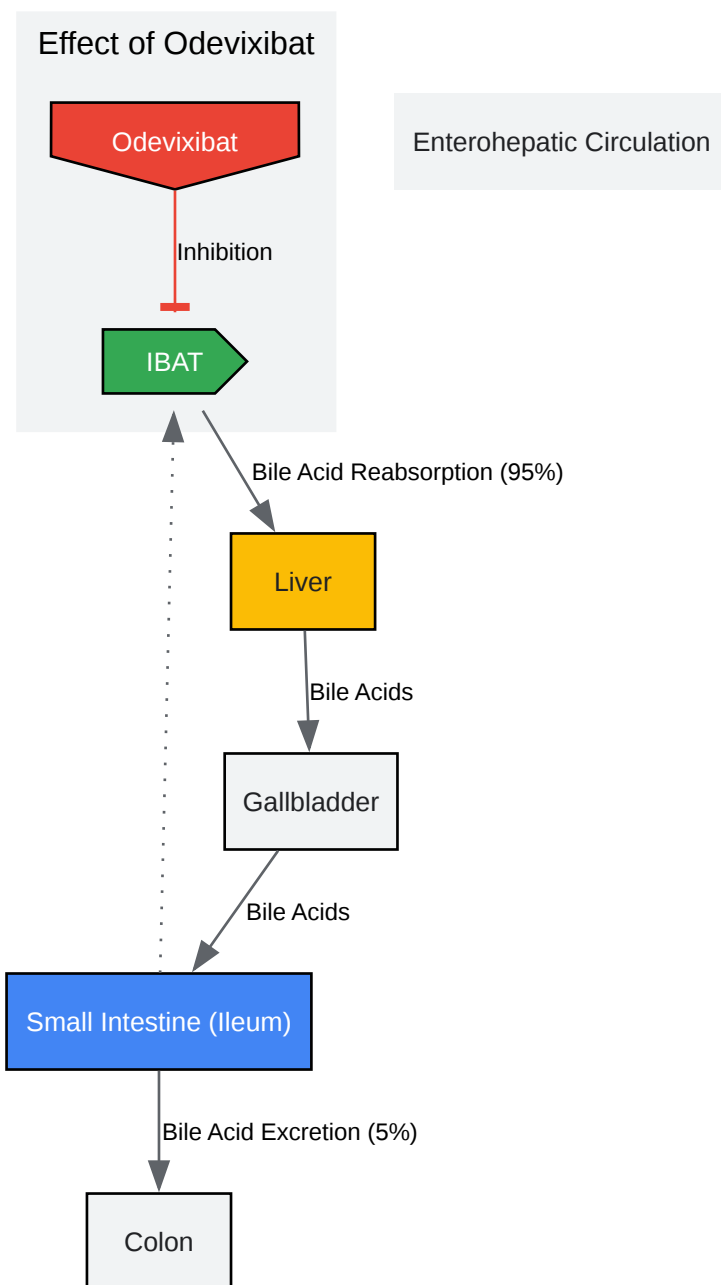 Effect of Odevixibat
Odevixibat
Enterohepatic Circulation
Inhibition
IBAT
Bile Acid Reabsorption (95%)
Liver
Bile Acids
Gallbladder
Bile Acids
Small Intestine (Ileum)
Bile Acid Excretion (5%)
Colon